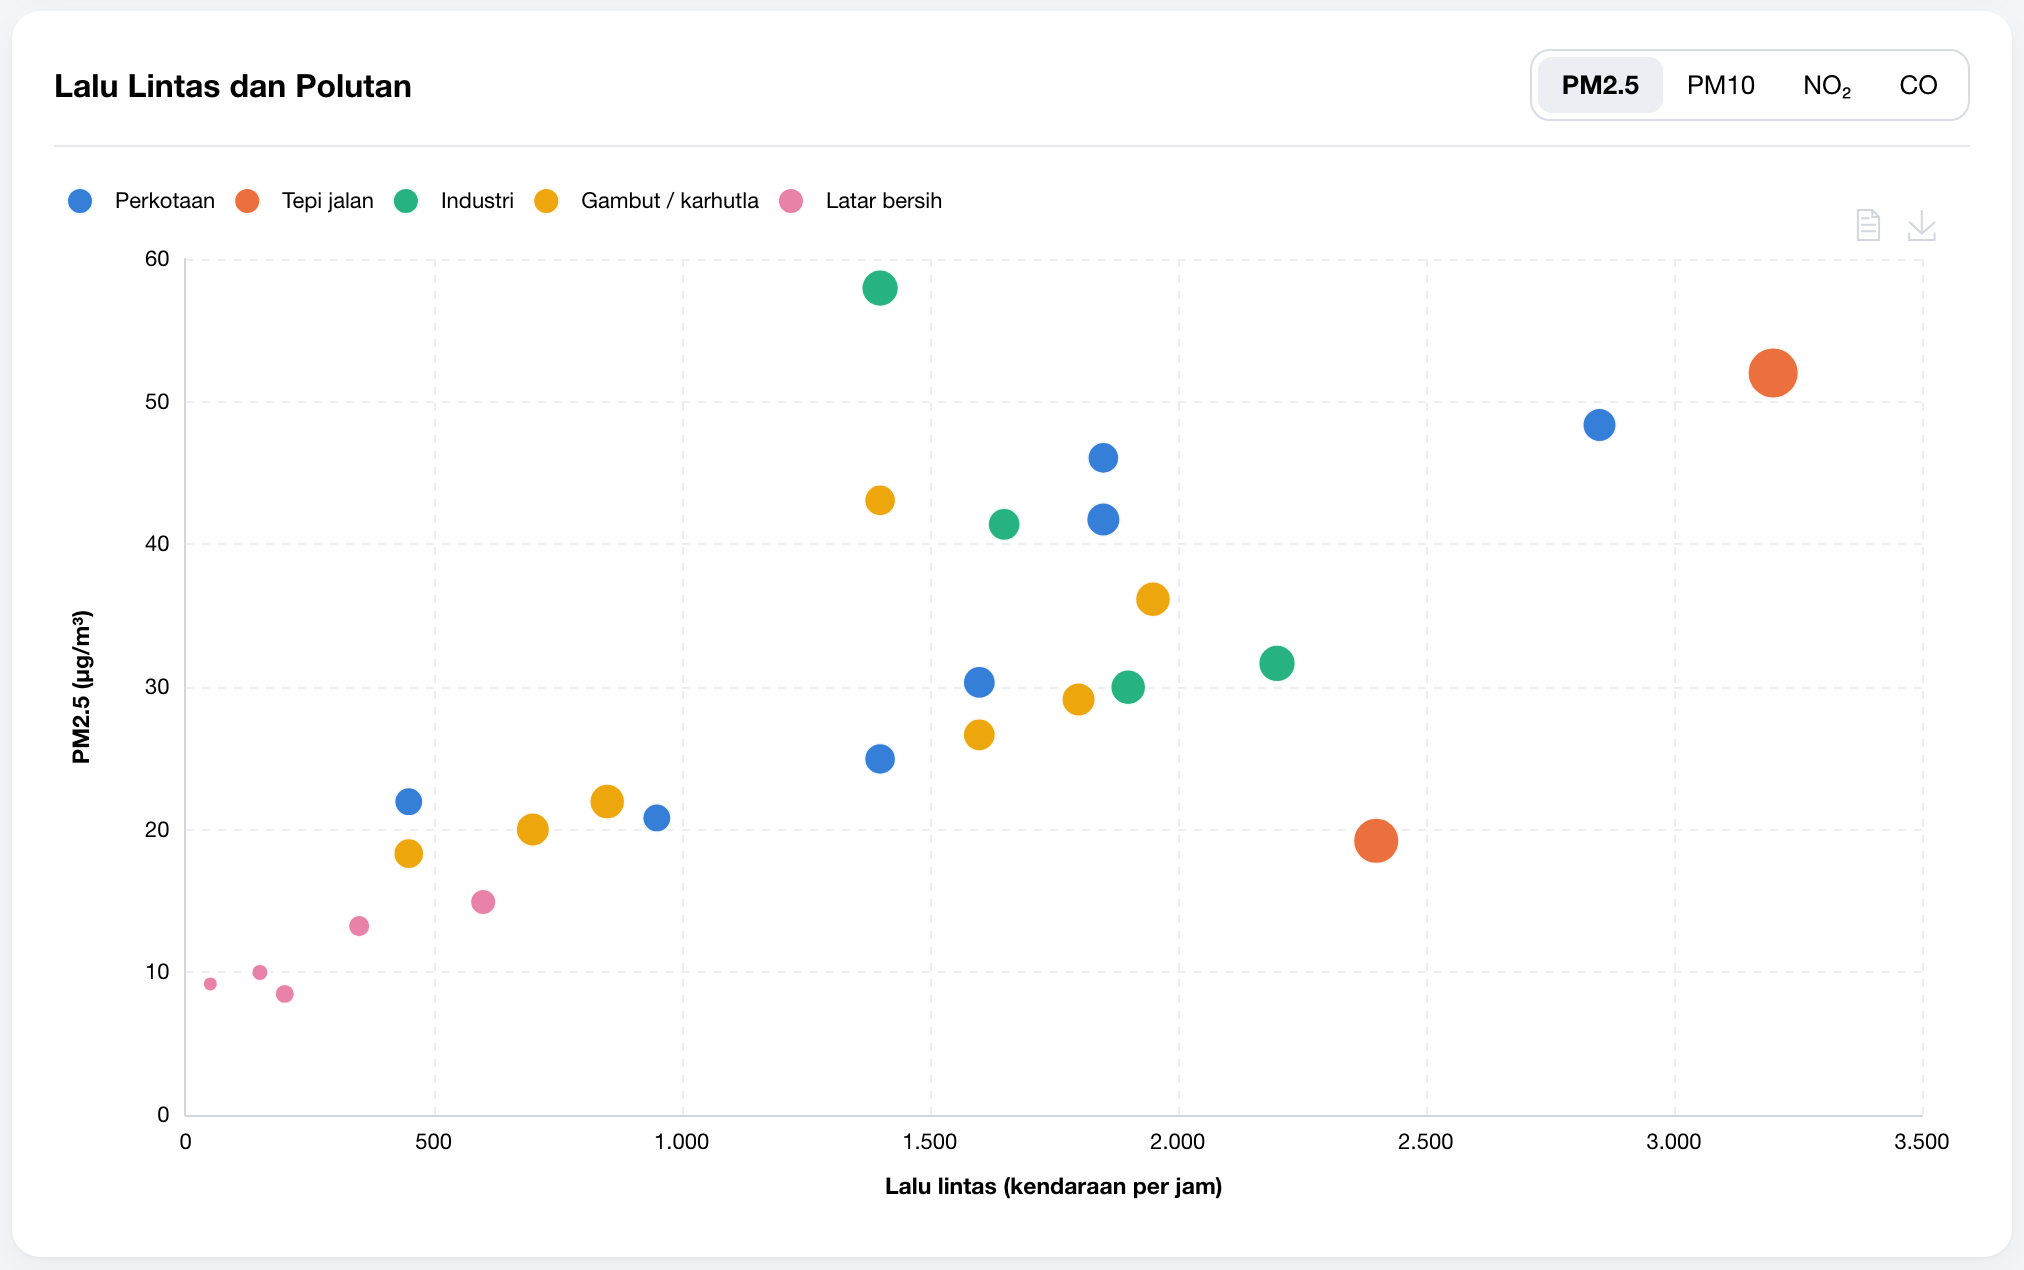 Lalu Lintas dan Polutan
PM2.5 PM10 NO₂ CO
Perkotaan Tepi jalan Industri Gambut / karhutla Latar bersih
60
50
40
30
20
10
0
PM2.5 (µg/m³)
0 500 1.000 1.500 2.000 2.500 3.000 3.500
Lalu lintas (kendaraan per jam)